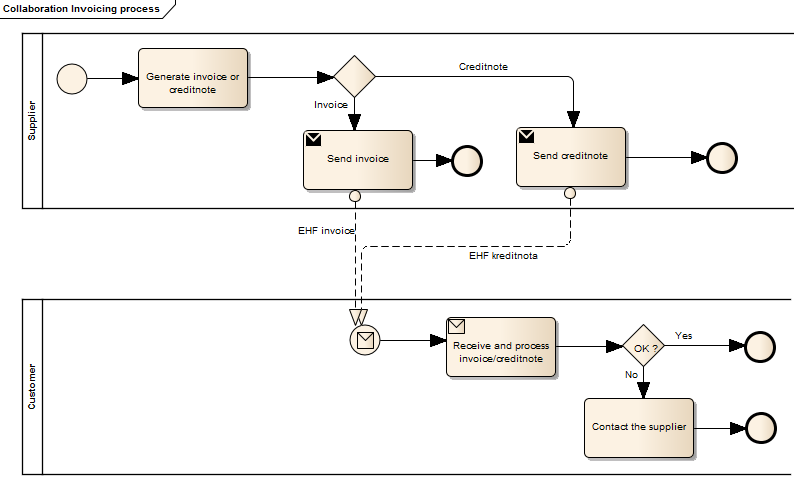 Collaboration Invoicing process
Supplier
Generate invoice or
creditnote
Creditnote
Invoice
Send invoice
Send creditnote
EHF invoice
EHF kreditnota
Customer
Receive and process
invoice/creditnote
OK ?
Yes
No
Contact the supplier